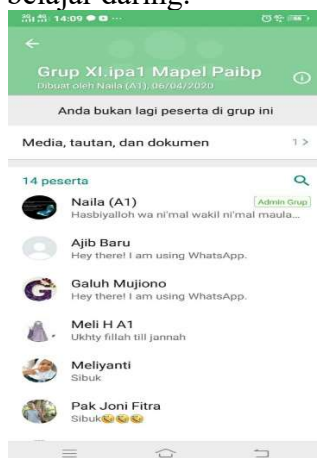 belajar daring.
14:09
Grup XI.ipa1 Mapel Paibp
Dibuat oleh Naila (A1), 06/04/2020
Anda bukan lagi peserta di grup ini
Media, tautan, dan dokumen 1 >
14 peserta
Naila (A1) Admin Grup
Hasbiyalloh wa ni'mal wakil ni'mal maula...
Ajib Baru
Hey there! I am using WhatsApp.
Galuh Mujiono
Hey there! I am using WhatsApp.
Meli H A1
Ukhty fillah till jannah
Meliyanti
Sibuk
Pak Joni Fitra
Sibuk🤣🤣🤣